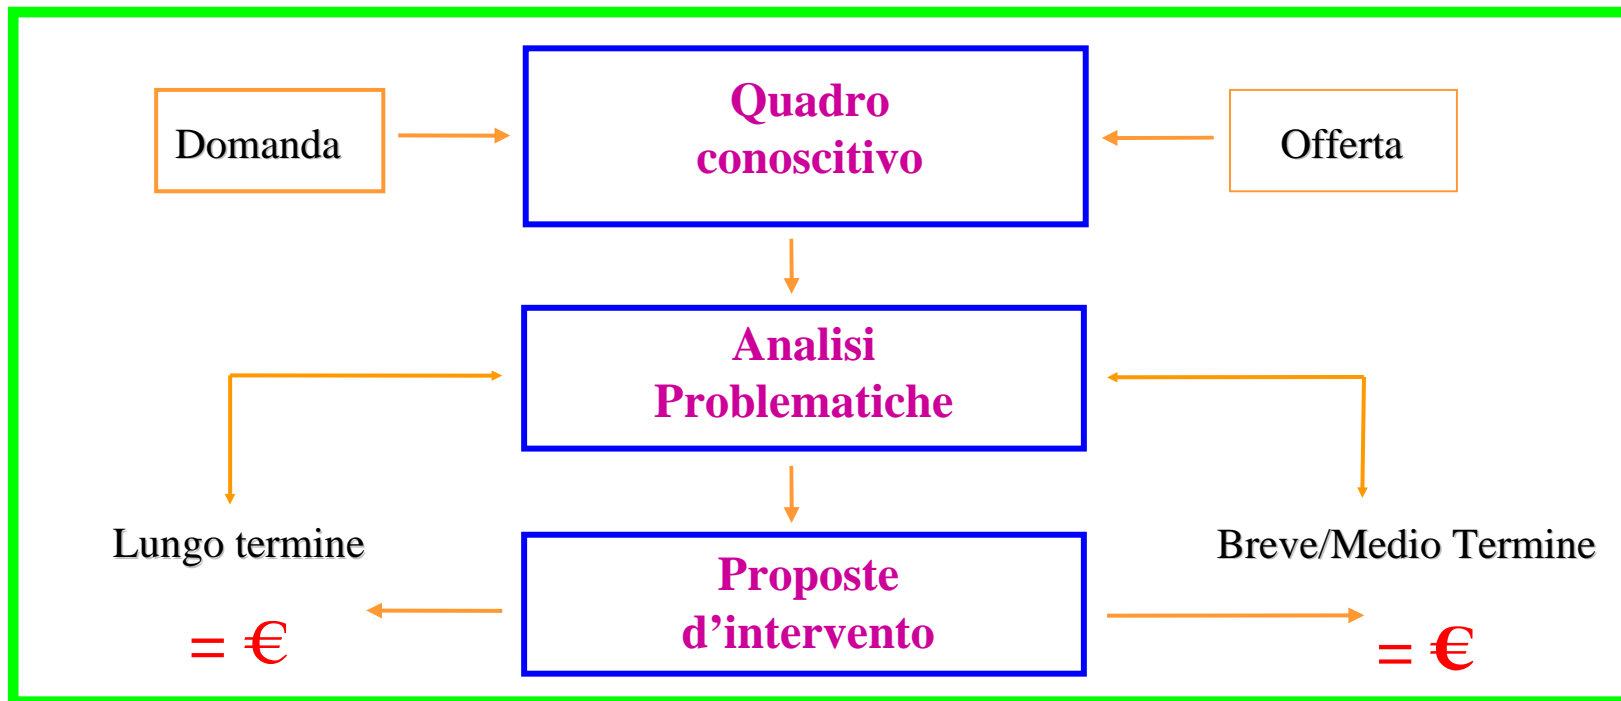 Quadro
conoscitivo
Domanda
Offerta
Analisi
Problematiche
Lungo termine
Breve/Medio Termine
Proposte
d’intervento
= €
= €